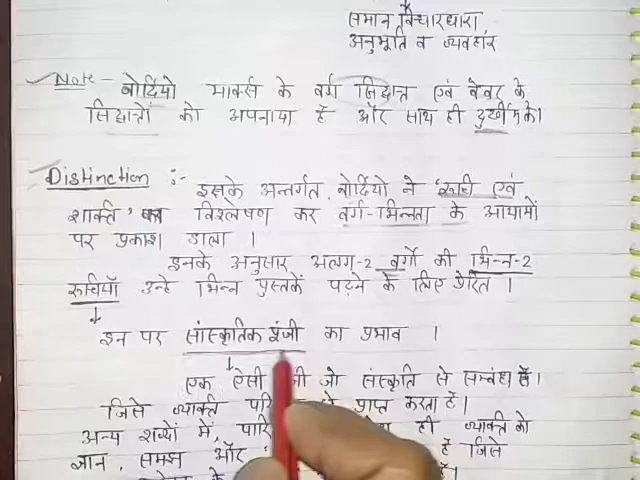 समान विचारधारा
अनुभूति व व्यवहार
Note - बोर्दियो मार्क्स के वर्ग सिद्धान्त एवं वेबर के
सिद्धान्तों को अपनाया है और साथ ही दुर्खीम के।
Distinction :- इसके अन्तर्गत बोर्दियो ने 'रूची एवं
शक्ति' का विश्लेषण कर वर्ग-भिन्नता के आयामों
पर प्रकाश डाला ।
इनके अनुसार अलग-2 वर्गो की भिन्न-2
रूचियाँ उन्हे भिन्न पुस्तकें पढ़ने के लिए प्रेरित ।
इन पर सांस्कृतिक पूंजी का प्रभाव ।
एक ऐसी जो संस्कृति से सम्बंध है।
जिसे व्यक्ति प्राप्त करता है।
अन्य शब्दों में, ही व्यक्ति को
ज्ञान, समझ और है जिसे